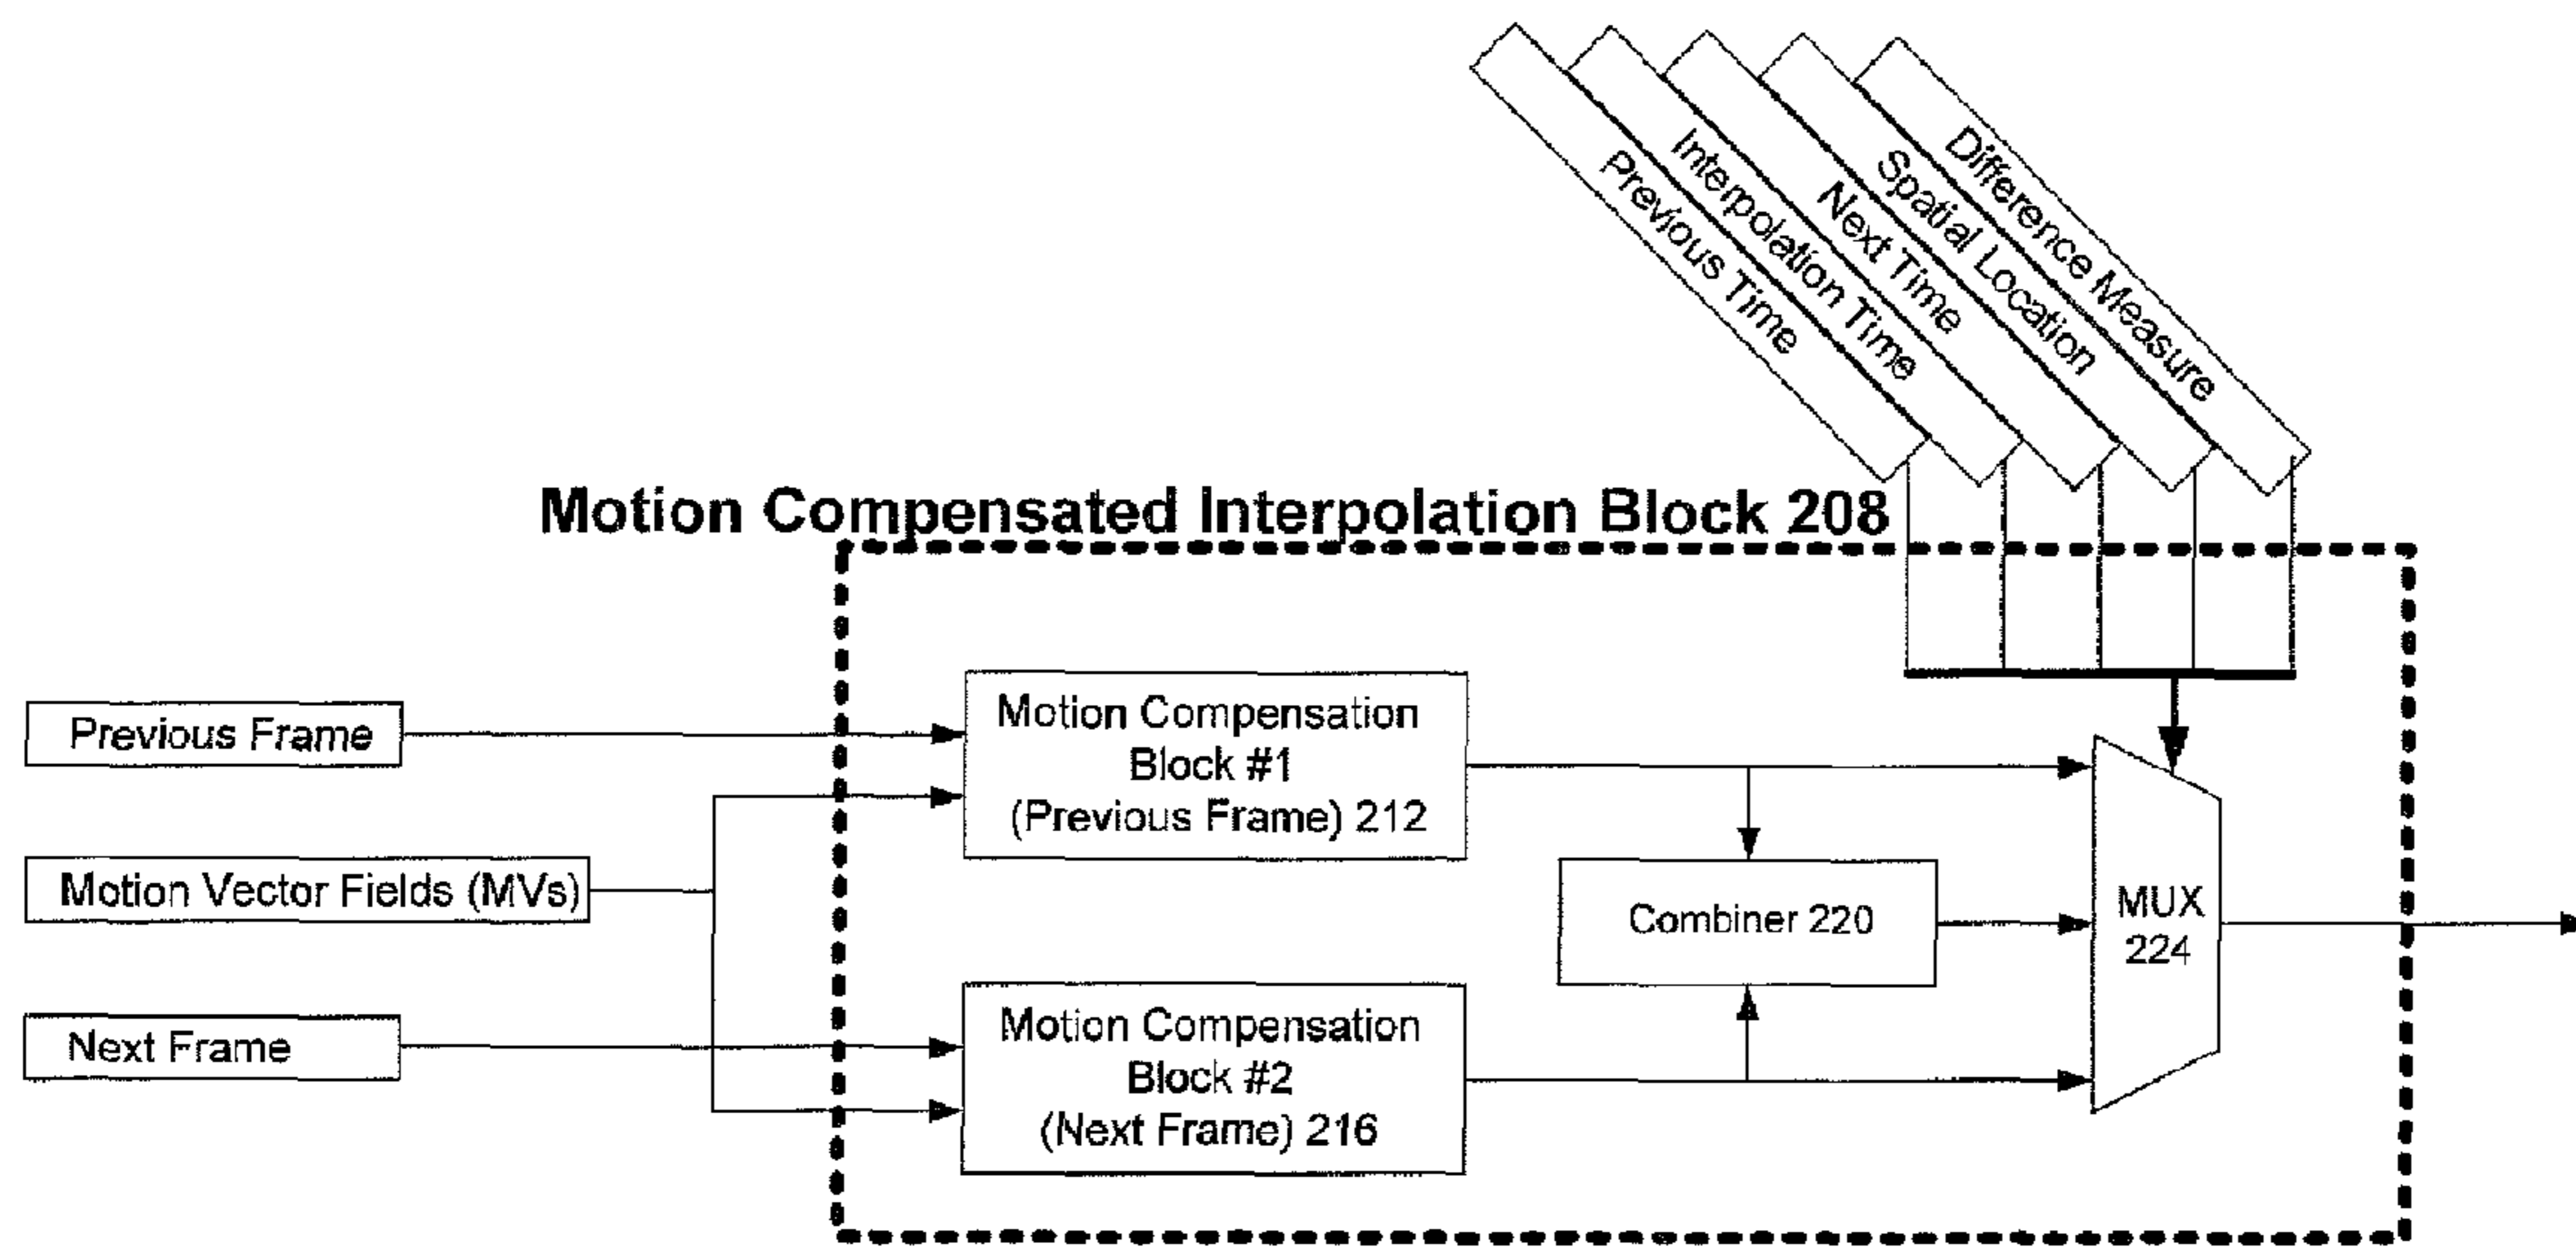 Previous Time
Interpolation Time
Next Time
Spatial Location
Difference Measure
Motion Compensated Interpolation Block 208
Previous Frame
Motion Vector Fields (MVs)
Next Frame
Motion Compensation
Block #1
(Previous Frame) 212
Motion Compensation
Block #2
(Next Frame) 216
Combiner 220
MUX
224